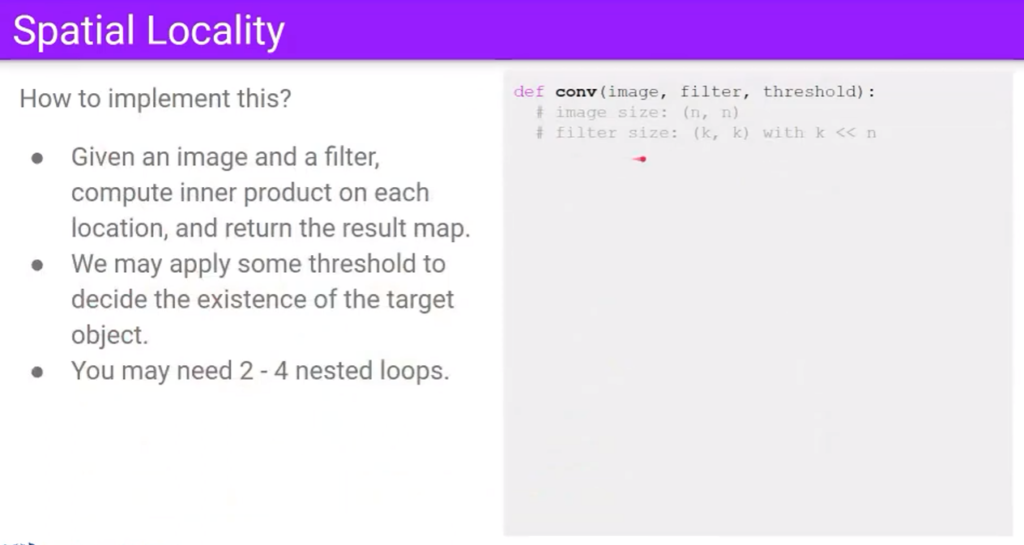 Spatial Locality
How to implement this?
● Given an image and a filter,
compute inner product on each
location, and return the result map.
● We may apply some threshold to
decide the existence of the target
object.
● You may need 2 - 4 nested loops.
def conv(image, filter, threshold):
# image size: (n, n)
# filter size: (k, k) with k << n